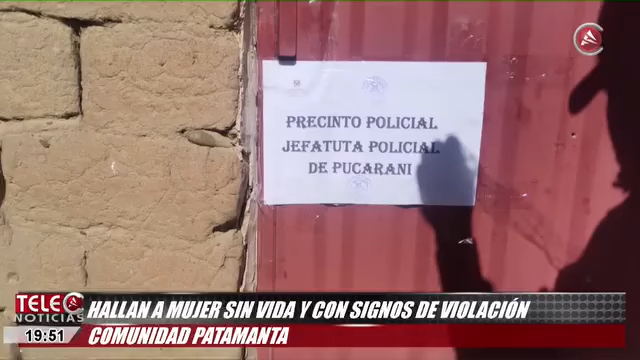 PRECINTO POLICIAL
JEFATUTA POLICIAL
DE PUCARANI
TELEC
NOTICIAS
19:51
HALLAN A MUJER SIN VIDA Y CON SIGNOS DE VIOLACIÓN
COMUNIDAD PATAMANTA